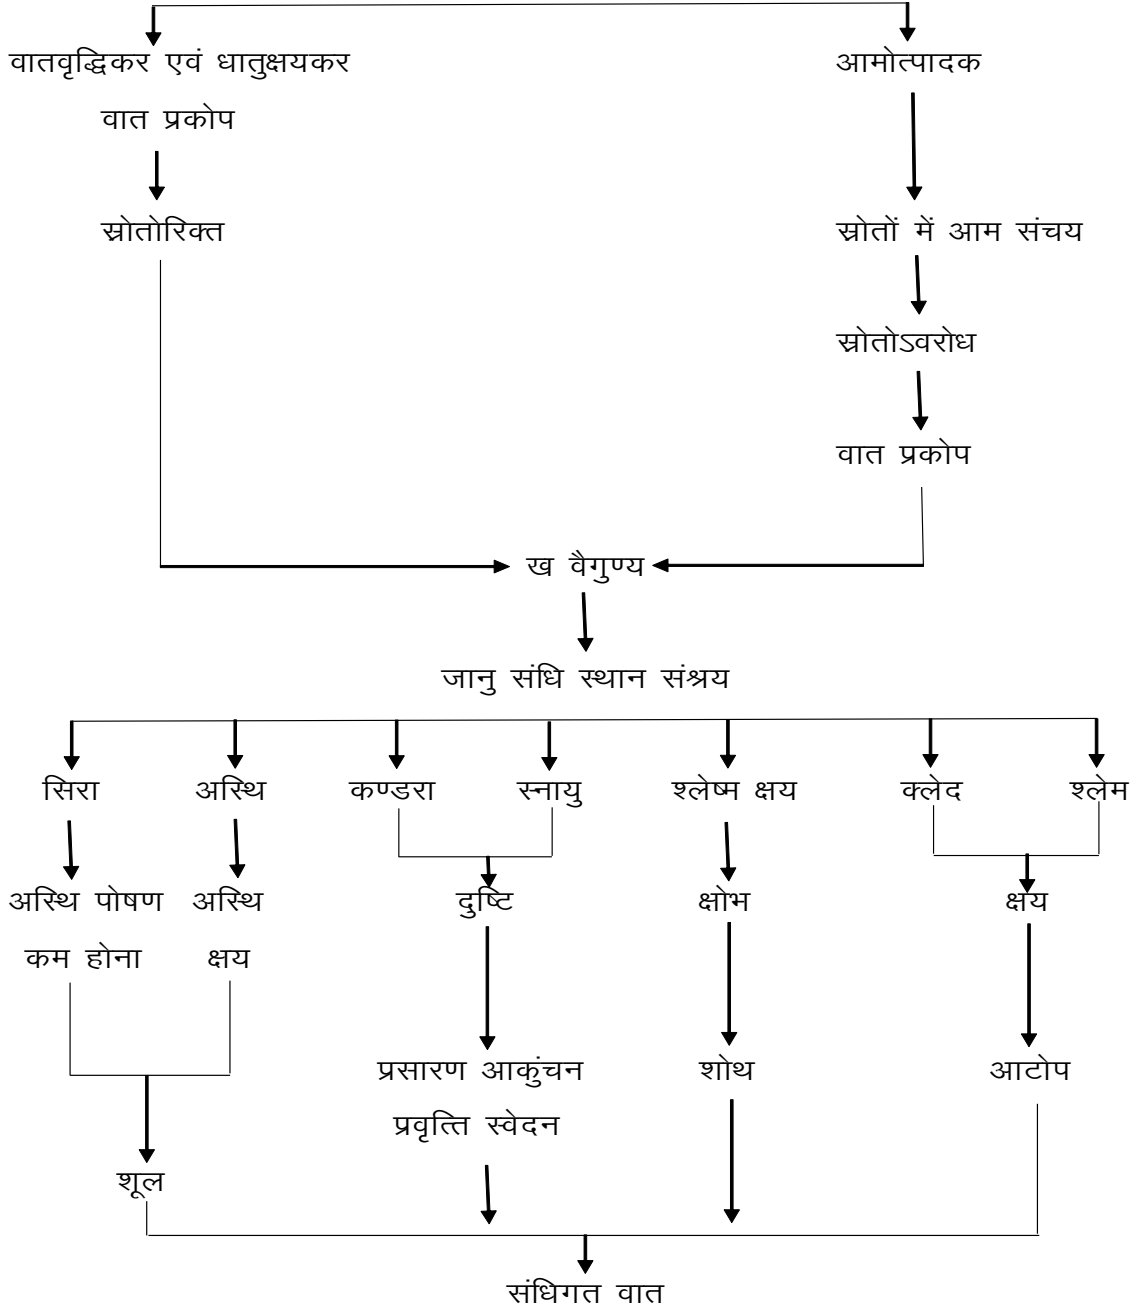 वातवृद्धिकर एवं धातुक्षयकर
आमोत्पादक
वात प्रकोप
स्रोतोरिक्त
स्रोतों में आम संचय
स्रोतोऽवरोध
वात प्रकोप
ख वैगुण्य
जानु संधि स्थान संश्रय
सिरा अस्थि कण्डरा स्नायु श्लेष्म क्षय क्लेद श्लेम
अस्थि पोषण अस्थि दुष्टि क्षोभ क्षय
कम होना क्षय
प्रसारण आकुंचन शोथ आटोप
प्रवृत्ति स्वेदन
शूल
संधिगत वात